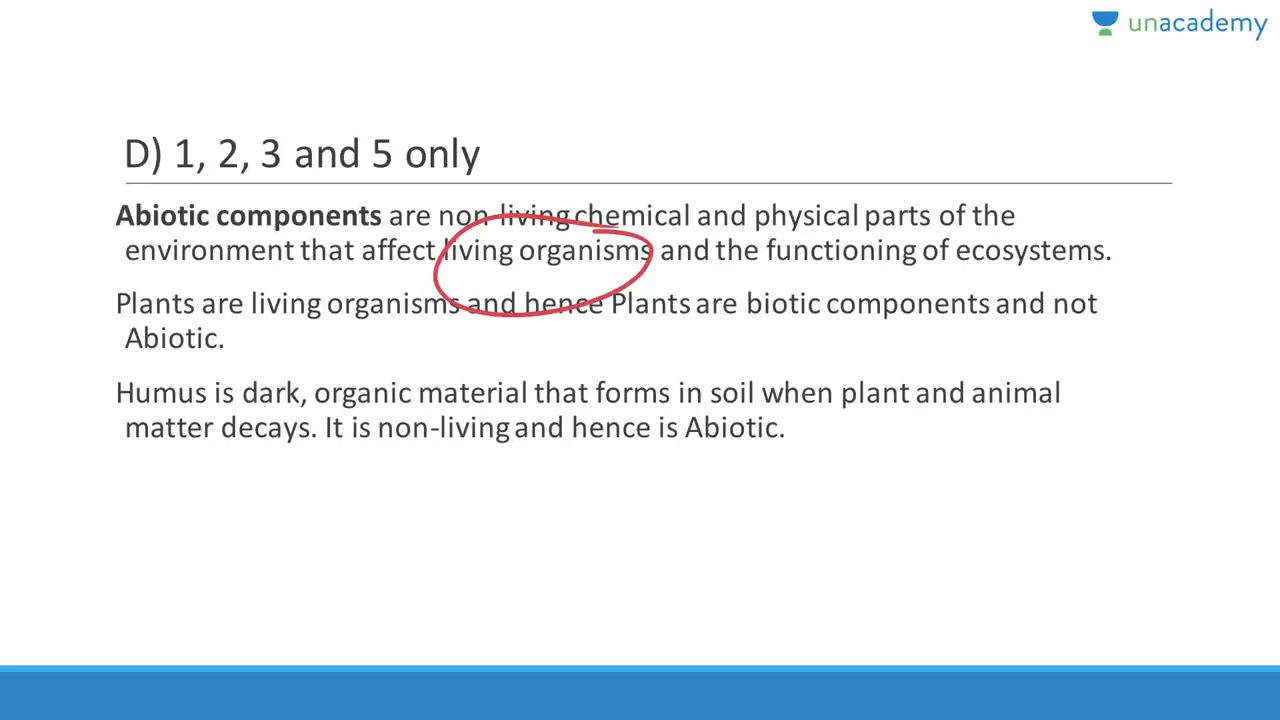 unacademy
D) 1, 2, 3 and 5 only
Abiotic components are non-living chemical and physical parts of the
environment that affect living organisms and the functioning of ecosystems.
Plants are living organisms and hence Plants are biotic components and not
Abiotic.
Humus is dark, organic material that forms in soil when plant and animal
matter decays. It is non-living and hence is Abiotic.